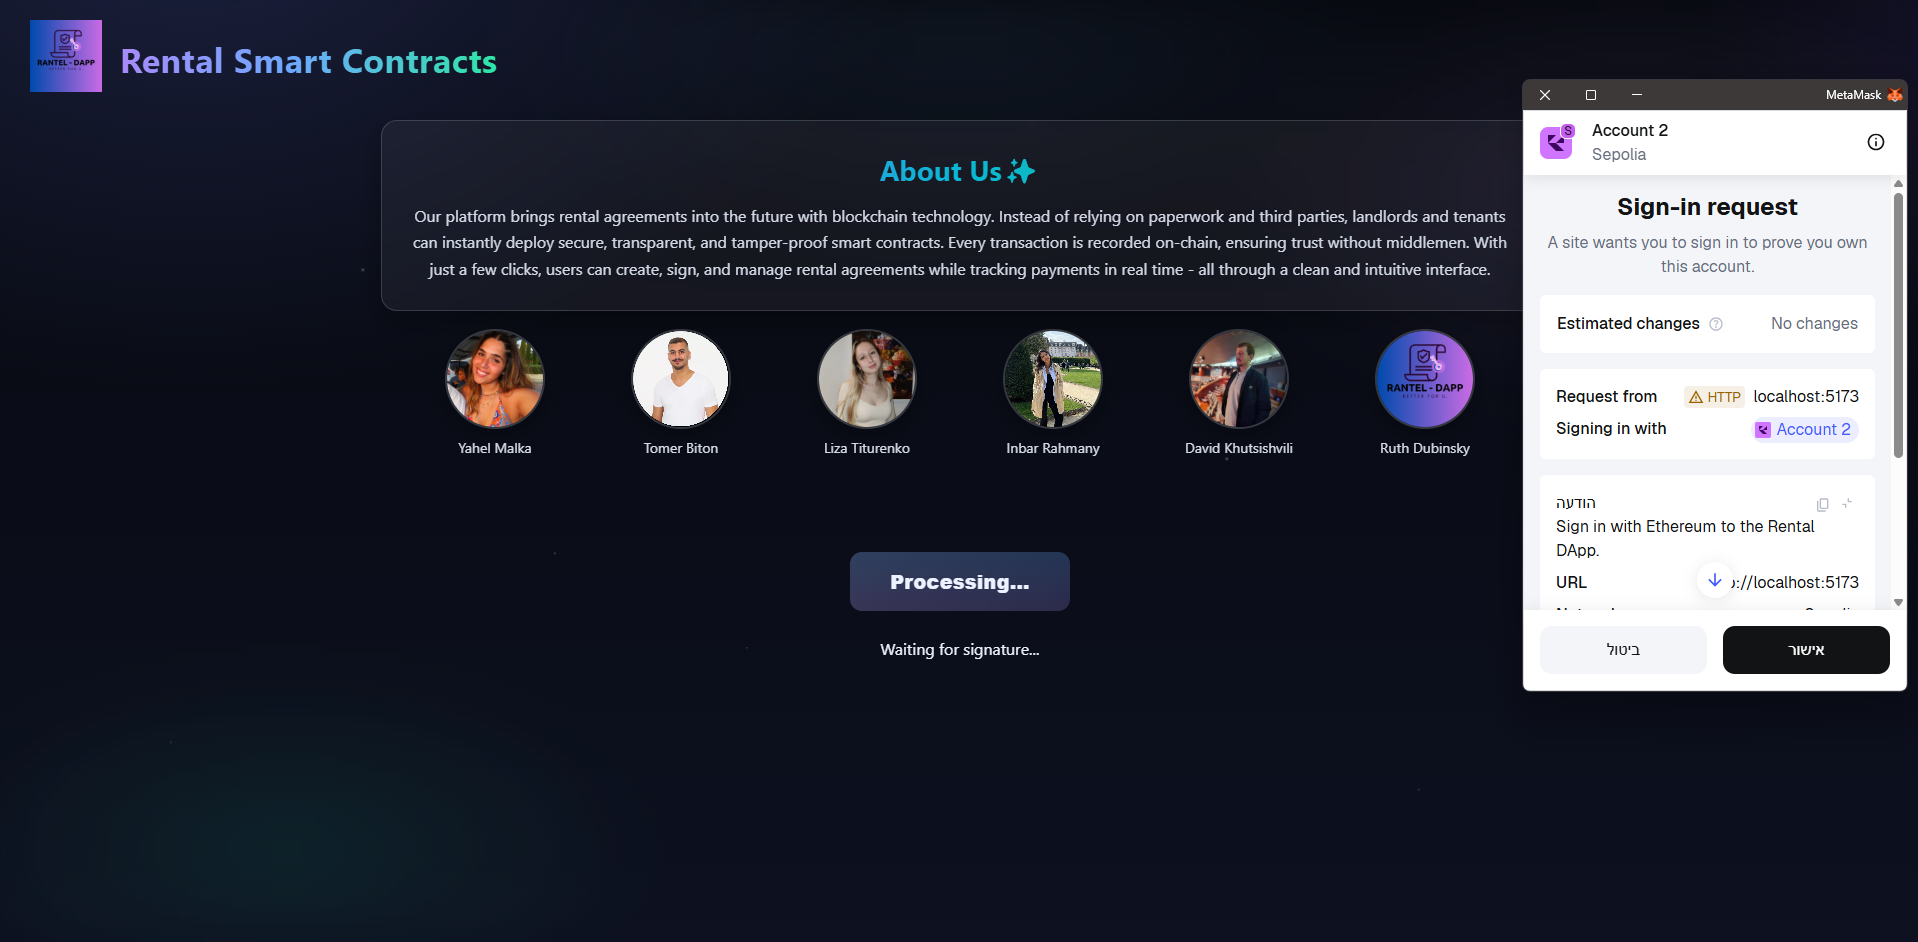 RANTEL - DAPP
BETTER FOR U.
Rental Smart Contracts
About Us
Our platform brings rental agreements into the future with blockchain technology. Instead of relying on paperwork and third parties, landlords and tenants
can instantly deploy secure, transparent, and tamper-proof smart contracts. Every transaction is recorded on-chain, ensuring trust without middlemen. With
just a few clicks, users can create, sign, and manage rental agreements while tracking payments in real time - all through a clean and intuitive interface.
RANTEL - DAPP
BETTER FOR U.
Yahel Malka
Tomer Biton
Liza Titurenko
Inbar Rahmany
David Khutsishvili
Ruth Dubinsky
Processing...
Waiting for signature...
MetaMask
S
Account 2
Sepolia
Sign-in request
A site wants you to sign in to prove you own
this account.
Estimated changes
No changes
Request from HTTP localhost:5173
Signing in with Account 2
הודעה
Sign in with Ethereum to the Rental
DApp.
URL ://localhost:5173
ביטול
אישור